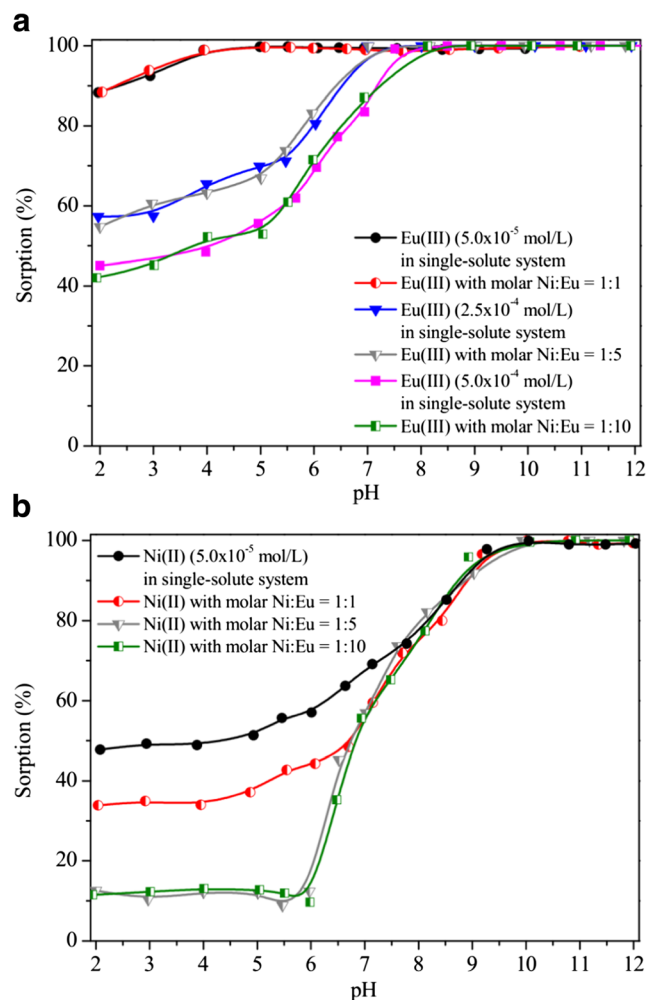 a
100
80
60
40
20
0
Sorption (%)
Eu(III) (5.0x10⁻⁵ mol/L)
in single-solute system
Eu(III) with molar Ni:Eu = 1:1
Eu(III) (2.5x10⁻⁴ mol/L)
in single-solute system
Eu(III) with molar Ni:Eu = 1:5
Eu(III) (5.0x10⁻⁴ mol/L)
in single-solute system
Eu(III) with molar Ni:Eu = 1:10
2 3 4 5 6 7 8 9 10 11 12
pH
b
100
80
60
40
20
0
Sorption (%)
Ni(II) (5.0x10⁻⁵ mol/L)
in single-solute system
Ni(II) with molar Ni:Eu = 1:1
Ni(II) with molar Ni:Eu = 1:5
Ni(II) with molar Ni:Eu = 1:10
2 3 4 5 6 7 8 9 10 11 12
pH